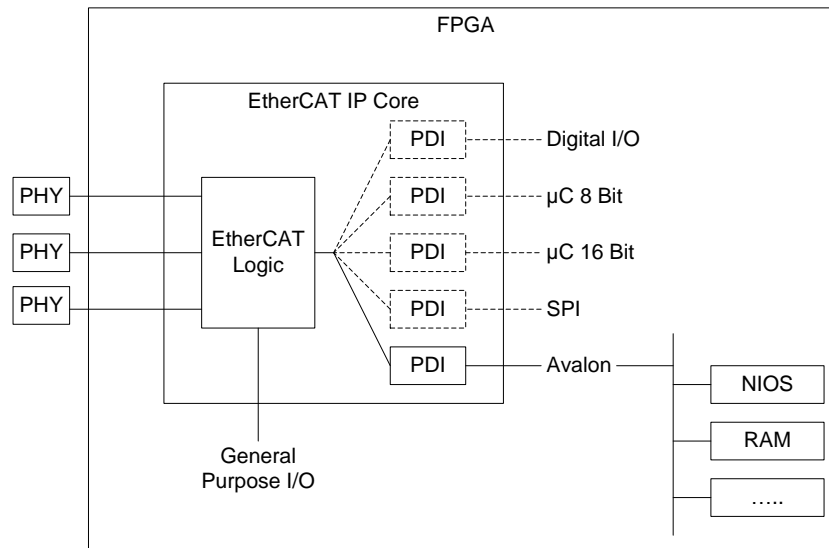 FPGA
EtherCAT IP Core
PDI
Digital I/O
PHY
PDI
µC 8 Bit
EtherCAT
Logic
PHY
PDI
µC 16 Bit
PHY
PDI
SPI
PDI
Avalon
NIOS
RAM
General
Purpose I/O
.....